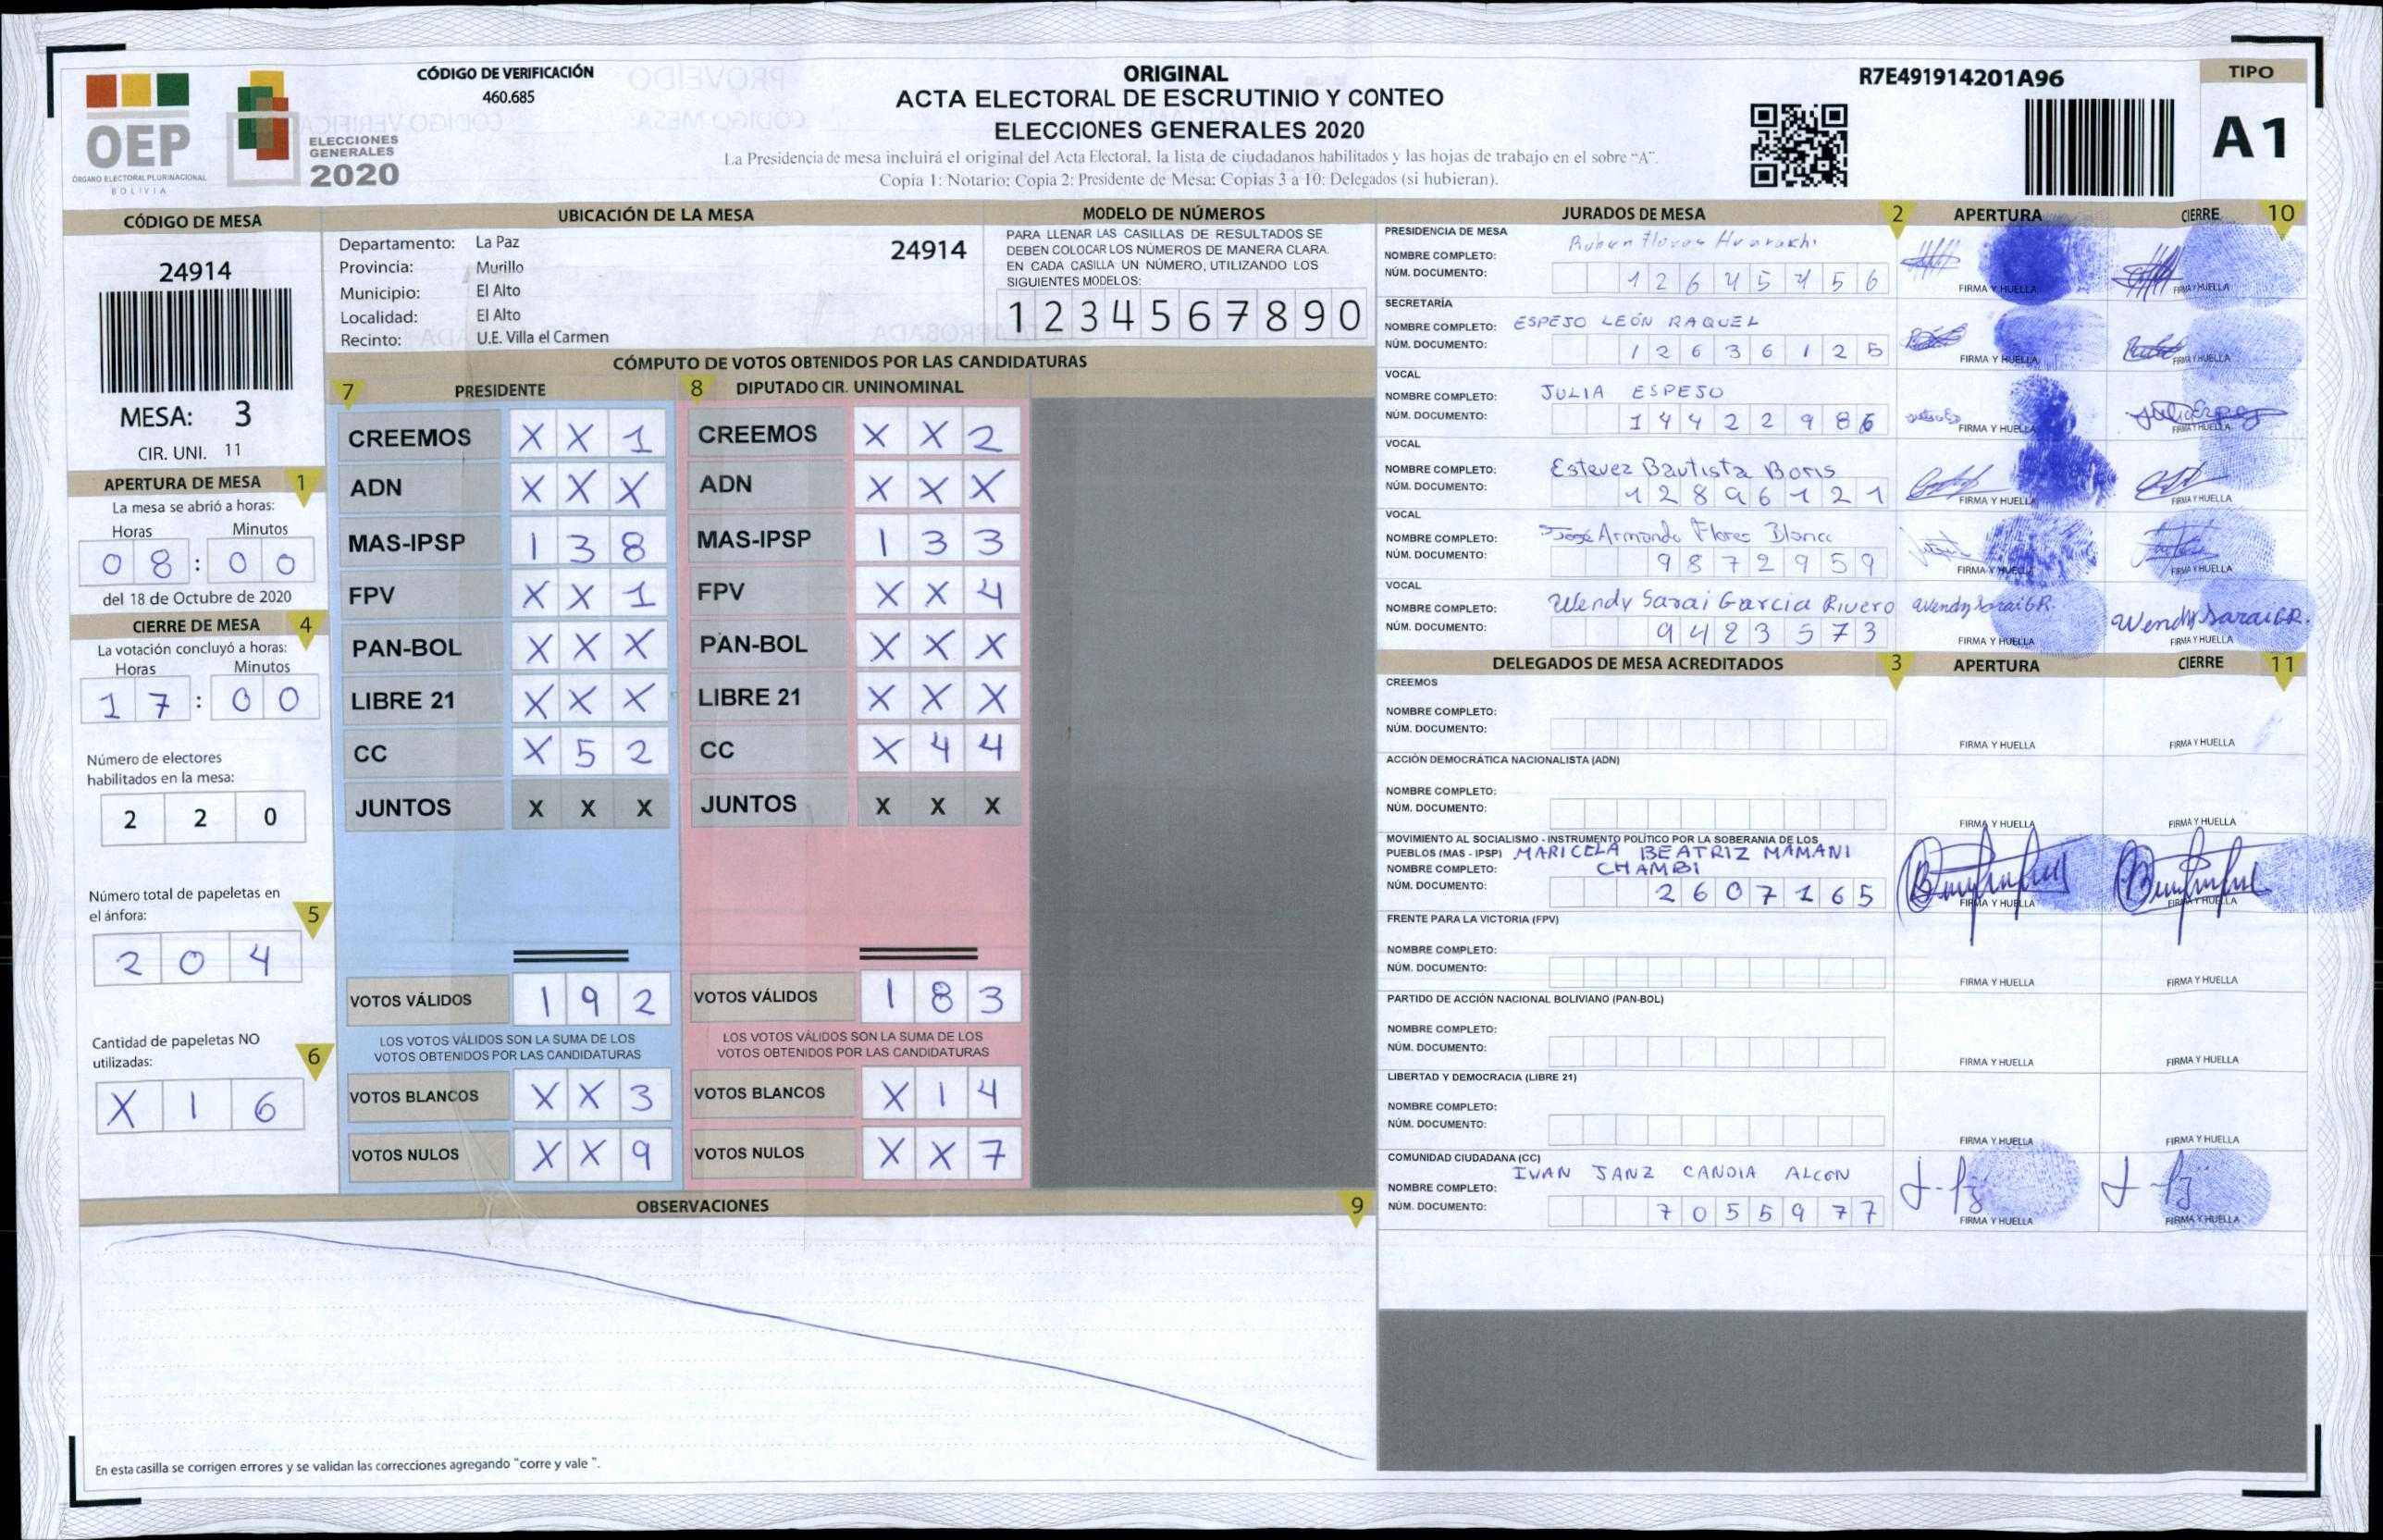 CÓDIGO DE VERIFICACIÓN
460.685
OEP
ÓRGANO ELECTORAL PLURINACIONAL
BOLIVIA
ELECCIONES
GENERALES
2020
ORIGINAL
ACTA ELECTORAL DE ESCRUTINIO Y CONTEO
ELECCIONES GENERALES 2020
La Presidencia de mesa incluirá el original del Acta Electoral, la lista de ciudadanos habilitados y las hojas de trabajo en el sobre "A".
Copia 1: Notario; Copia 2: Presidente de Mesa; Copias 3 a 10: Delegados (si hubieran).
R7E491914201A96
TIPO
A1
CÓDIGO DE MESA
24914
MESA: 3
CIR. UNI. 11
APERTURA DE MESA 1
La mesa se abrió a horas:
Horas Minutos
08:00
del 18 de Octubre de 2020
CIERRE DE MESA 4
La votación concluyó a horas:
Horas Minutos
17:00
Número de electores
habilitados en la mesa:
2 2 0
Número total de papeletas en
el ánfora: 5
2 0 4
Cantidad de papeletas NO
utilizadas: 6
X 1 6
UBICACIÓN DE LA MESA
Departamento: La Paz 24914
Provincia: Murillo
Municipio: El Alto
Localidad: El Alto
Recinto: U.E. Villa el Carmen
MODELO DE NÚMEROS
PARA LLENAR LAS CASILLAS DE RESULTADOS SE
DEBEN COLOCAR LOS NÚMEROS DE MANERA CLARA.
EN CADA CASILLA UN NÚMERO, UTILIZANDO LOS
SIGUIENTES MODELOS:
1 2 3 4 5 6 7 8 9 0
CÓMPUTO DE VOTOS OBTENIDOS POR LAS CANDIDATURAS
7 PRESIDENTE
CREEMOS X X 1
ADN X X X
MAS-IPSP 1 3 8
FPV X X 1
PAN-BOL X X X
LIBRE 21 X X X
CC X 5 2
JUNTOS X X X
VOTOS VÁLIDOS 1 9 2
LOS VOTOS VÁLIDOS SON LA SUMA DE LOS
VOTOS OBTENIDOS POR LAS CANDIDATURAS
VOTOS BLANCOS X X 3
VOTOS NULOS X X 9
8 DIPUTADO CIR. UNINOMINAL
CREEMOS X X 2
ADN X X X
MAS-IPSP 1 3 3
FPV X X 4
PAN-BOL X X X
LIBRE 21 X X X
CC X 4 4
JUNTOS X X X
VOTOS VÁLIDOS 1 8 3
LOS VOTOS VÁLIDOS SON LA SUMA DE LOS
VOTOS OBTENIDOS POR LAS CANDIDATURAS
VOTOS BLANCOS X 1 4
VOTOS NULOS X X 7
OBSERVACIONES 9
En esta casilla se corrigen errores y se validan las correcciones agregando "corre y vale ".
JURADOS DE MESA 2 APERTURA CIERRE 10
PRESIDENCIA DE MESA
NOMBRE COMPLETO: Ruben Flores Huarachi
NÚM. DOCUMENTO: 1 2 6 4 5 4 5 6
FIRMA Y HUELLA FIRMA Y HUELLA
SECRETARÍA
NOMBRE COMPLETO: ESPEJO LEÓN RAQUEL
NÚM. DOCUMENTO: 1 2 6 3 6 1 2 5
FIRMA Y HUELLA FIRMA Y HUELLA
VOCAL
NOMBRE COMPLETO: JULIA ESPEJO
NÚM. DOCUMENTO: 1 4 4 2 2 9 8 6
FIRMA Y HUELLA FIRMA Y HUELLA
VOCAL
NOMBRE COMPLETO: Estevez Bautista Boris
NÚM. DOCUMENTO: 1 2 8 9 6 1 2 1
FIRMA Y HUELLA FIRMA Y HUELLA
VOCAL
NOMBRE COMPLETO: José Armando Flores Blanco
NÚM. DOCUMENTO: 9 8 7 2 9 5 9
FIRMA Y HUELLA FIRMA Y HUELLA
VOCAL
NOMBRE COMPLETO: Wendy Sarai Garcia Rivero Wendy Sarai GR. Wendy Sarai GR.
NÚM. DOCUMENTO: 9 4 8 3 5 7 3
FIRMA Y HUELLA FIRMA Y HUELLA
DELEGADOS DE MESA ACREDITADOS 3 APERTURA CIERRE 11
CREEMOS
NOMBRE COMPLETO:
NÚM. DOCUMENTO:
FIRMA Y HUELLA FIRMA Y HUELLA
ACCIÓN DEMOCRÁTICA NACIONALISTA (ADN)
NOMBRE COMPLETO:
NÚM. DOCUMENTO:
FIRMA Y HUELLA FIRMA Y HUELLA
MOVIMIENTO AL SOCIALISMO - INSTRUMENTO POLÍTICO POR LA SOBERANIA DE LOS
PUEBLOS (MAS - IPSP) MARICELA BEATRIZ MAMANI
NOMBRE COMPLETO: CHAMBI
NÚM. DOCUMENTO: 2 6 0 7 1 6 5
FIRMA Y HUELLA FIRMA Y HUELLA
FRENTE PARA LA VICTORIA (FPV)
NOMBRE COMPLETO:
NÚM. DOCUMENTO:
FIRMA Y HUELLA FIRMA Y HUELLA
PARTIDO DE ACCIÓN NACIONAL BOLIVIANO (PAN-BOL)
NOMBRE COMPLETO:
NÚM. DOCUMENTO:
FIRMA Y HUELLA FIRMA Y HUELLA
LIBERTAD Y DEMOCRACIA (LIBRE 21)
NOMBRE COMPLETO:
NÚM. DOCUMENTO:
FIRMA Y HUELLA FIRMA Y HUELLA
COMUNIDAD CIUDADANA (CC)
IVAN JANZ CANDIA ALCON
NOMBRE COMPLETO:
NÚM. DOCUMENTO: 7 0 5 5 9 7 7
FIRMA Y HUELLA FIRMA Y HUELLA